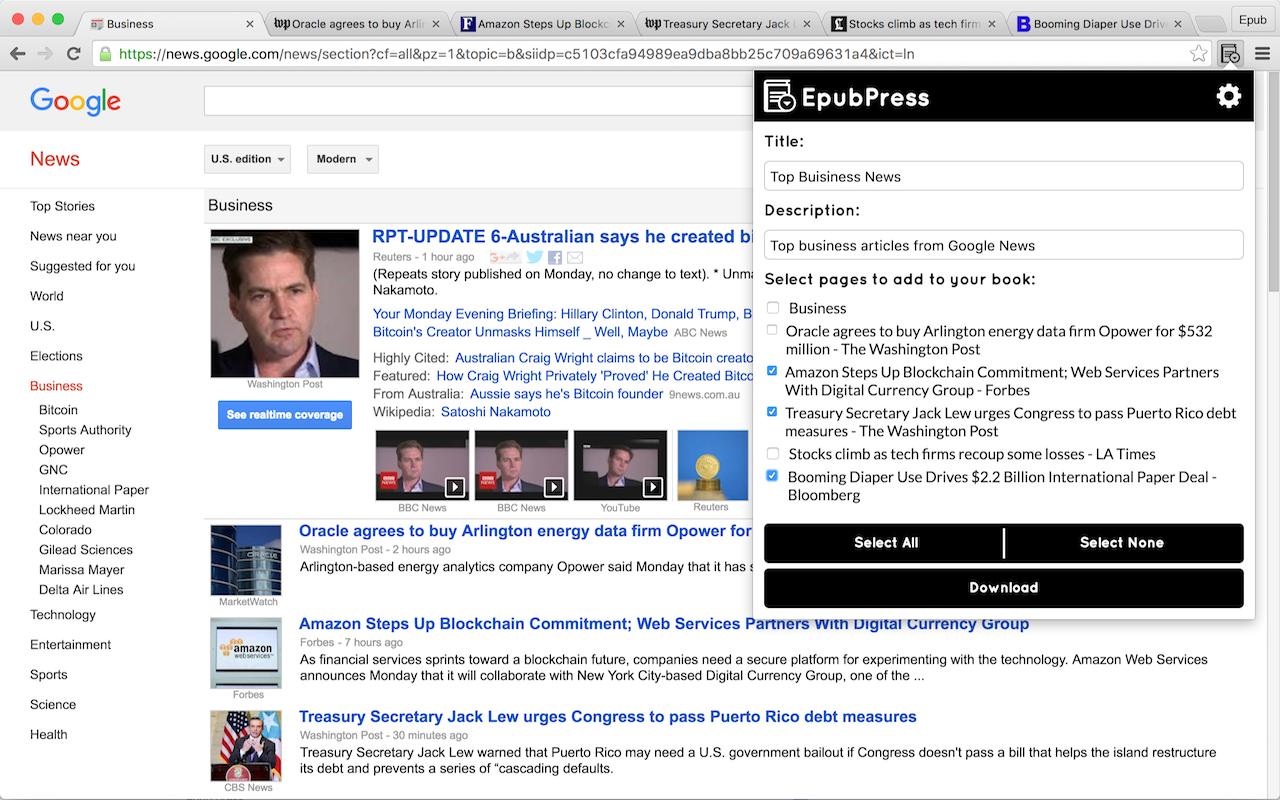 Business
Oracle agrees to buy Arlin
Amazon Steps Up Blockc
Treasury Secretary Jack L
Stocks climb as tech firm
Booming Diaper Use Driv
Epub
https://news.google.com/news/section?cf=all&pz=1&topic=b&siidp=c5103cfa94989ea9dba8bb25c709a69631a4&ict=ln
Google
News
U.S. edition
Modern
Top Stories
News near you
Suggested for you
World
U.S.
Elections
Business
Bitcoin
Sports Authority
Opower
GNC
International Paper
Lockheed Martin
Colorado
Gilead Sciences
Marissa Mayer
Delta Air Lines
Technology
Entertainment
Sports
Science
Health
Business
BBC EXCLUSIVE
Washington Post
See realtime coverage
RPT-UPDATE 6-Australian says he created bi
Reuters - 1 hour ago
(Repeats story published on Monday, no change to text). * Unma
Nakamoto.
Your Monday Evening Briefing: Hillary Clinton, Donald Trump, B
Bitcoin's Creator Unmasks Himself _ Well, Maybe ABC News
Highly Cited: Australian Craig Wright claims to be Bitcoin creato
Featured: How Craig Wright Privately 'Proved' He Created Bitco
From Australia: Aussie says he's Bitcoin founder 9news.com.au
Wikipedia: Satoshi Nakamoto
BBC News
BBC News
YouTube
Reuters
ORACLE
MarketWatch
Oracle agrees to buy Arlington energy data firm Opower for
Washington Post - 2 hours ago
Arlington-based energy analytics company Opower said Monday that it has s
amazon
webservices™
Forbes
Amazon Steps Up Blockchain Commitment; Web Services Partners With Digital Currency Group
Forbes - 7 hours ago
As financial services sprints toward a blockchain future, companies need a secure platform for experimenting with the technology. Amazon Web Services
announces Monday that it will collaborate with New York City-based Digital Currency Group, one of the ...
CBS News
Treasury Secretary Jack Lew urges Congress to pass Puerto Rico debt measures
Washington Post - 30 minutes ago
Treasury Secretary Jack Lew warned that Puerto Rico may need a U.S. government bailout if Congress doesn't pass a bill that helps the island restructure
its debt and prevents a series of “cascading defaults.
EpubPress
Title:
Top Buisiness News
Description:
Top business articles from Google News
Select pages to add to your book:
Business
Oracle agrees to buy Arlington energy data firm Opower for $532
million - The Washington Post
Amazon Steps Up Blockchain Commitment; Web Services Partners
With Digital Currency Group - Forbes
Treasury Secretary Jack Lew urges Congress to pass Puerto Rico debt
measures - The Washington Post
Stocks climb as tech firms recoup some losses - LA Times
Booming Diaper Use Drives $2.2 Billion International Paper Deal -
Bloomberg
Select All
Select None
Download